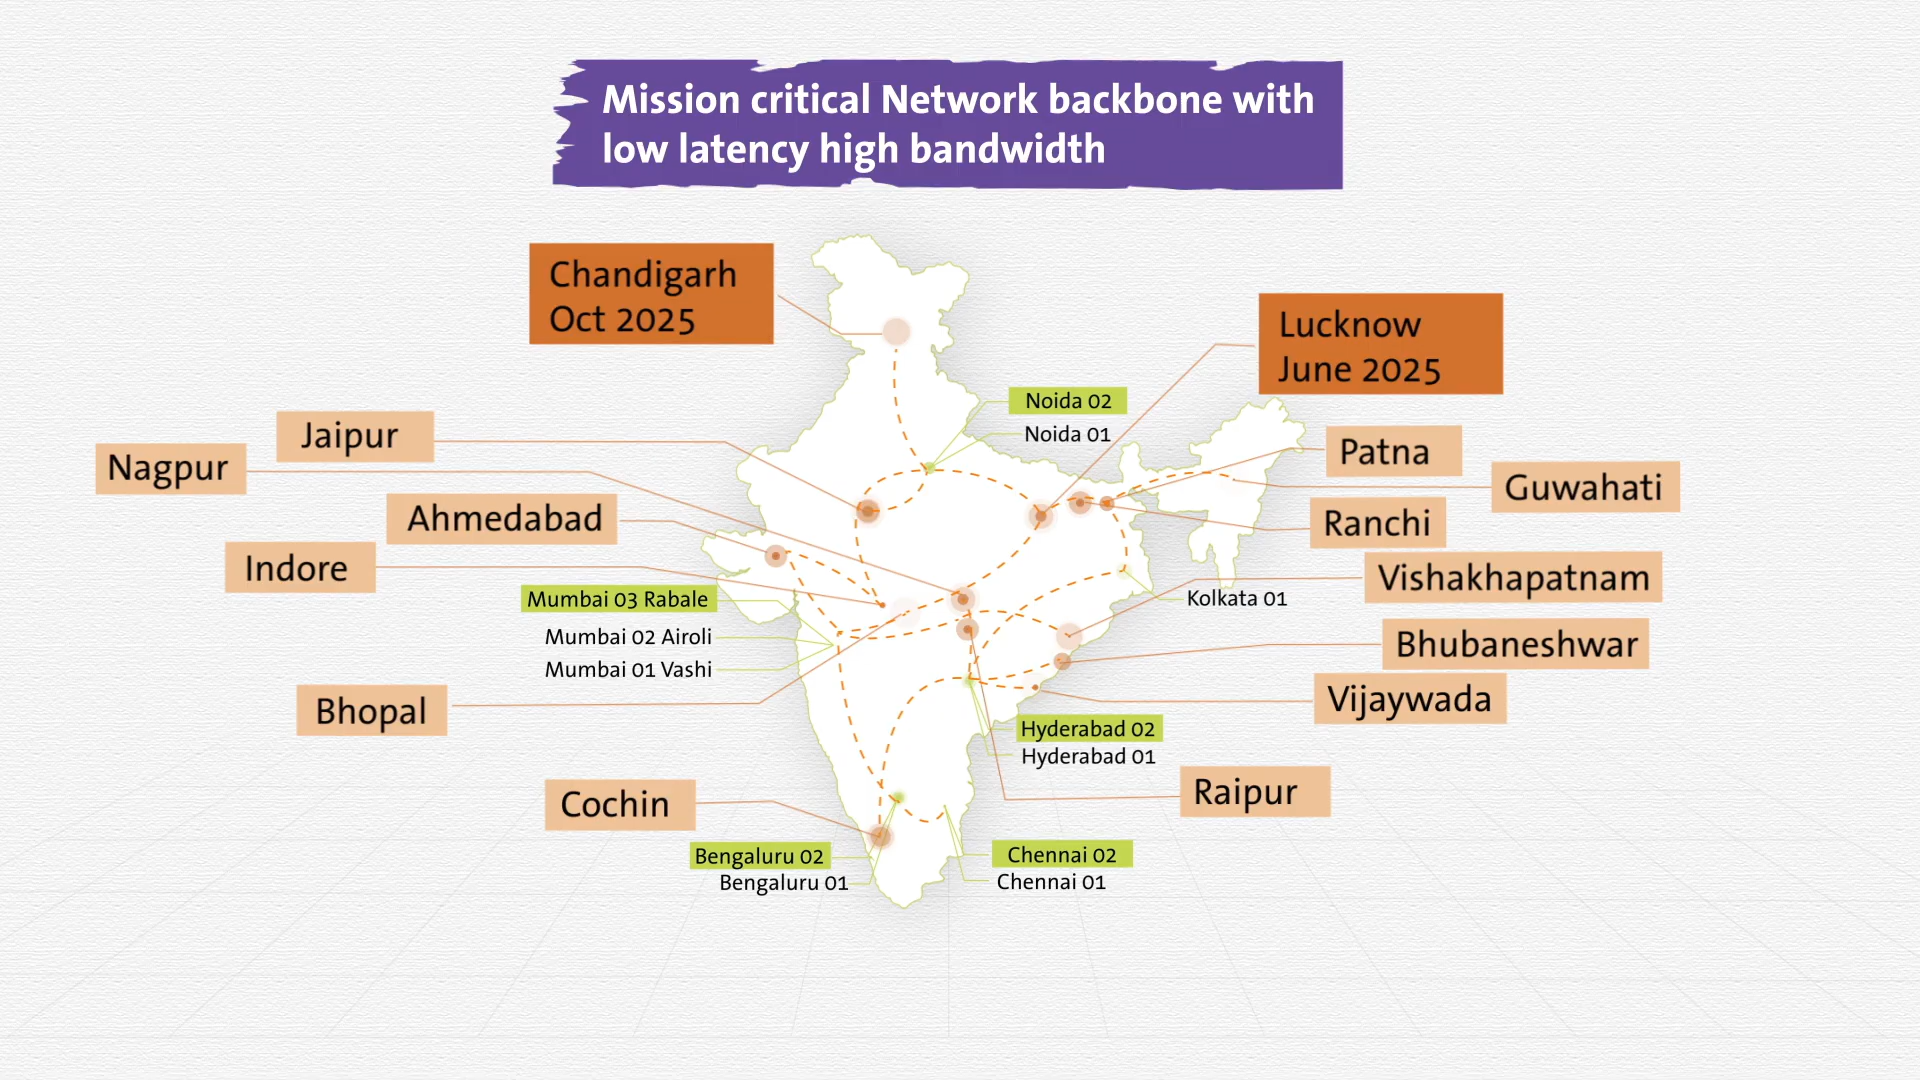 Mission critical Network backbone with
low latency high bandwidth
Chandigarh
Oct 2025
Lucknow
June 2025
Noida 02
Noida 01
Jaipur
Nagpur
Ahmedabad
Indore
Mumbai 03 Rabale
Mumbai 02 Airoli
Mumbai 01 Vashi
Bhopal
Cochin
Bengaluru 02
Bengaluru 01
Patna
Guwahati
Ranchi
Vishakhapatnam
Kolkata 01
Bhubaneshwar
Vijaywada
Hyderabad 02
Hyderabad 01
Raipur
Chennai 02
Chennai 01